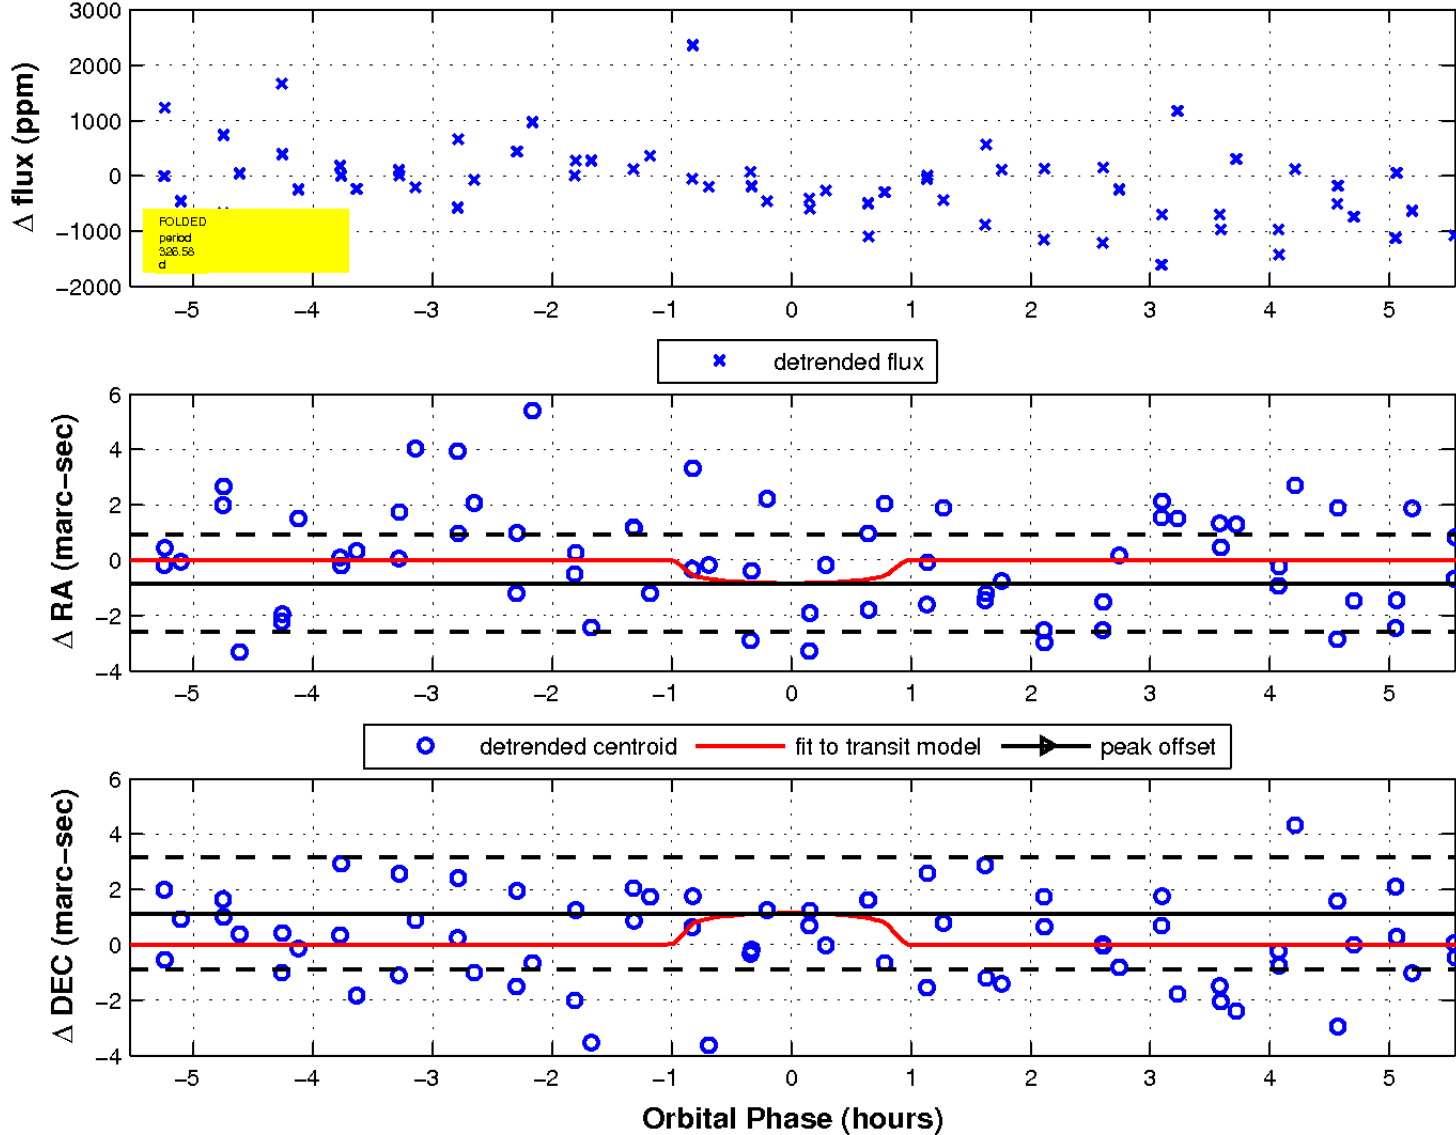 3000
2000
1000
0
−1000
−2000
Δ flux (ppm)
FOLDED
period
326.58
d
−5 −4 −3 −2 −1 0 1 2 3 4 5
detrended flux
6
4
2
0
−2
−4
Δ RA (marc−sec)
−5 −4 −3 −2 −1 0 1 2 3 4 5
detrended centroid fit to transit model peak offset
6
4
2
0
−2
−4
Δ DEC (marc−sec)
−5 −4 −3 −2 −1 0 1 2 3 4 5
Orbital Phase (hours)